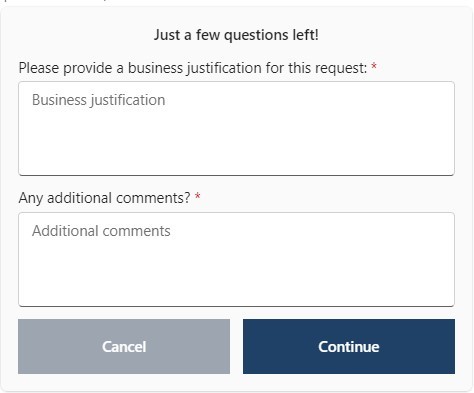 Just a few questions left!
Please provide a business justification for this request: *
Business justification
Any additional comments? *
Additional comments
Cancel
Continue